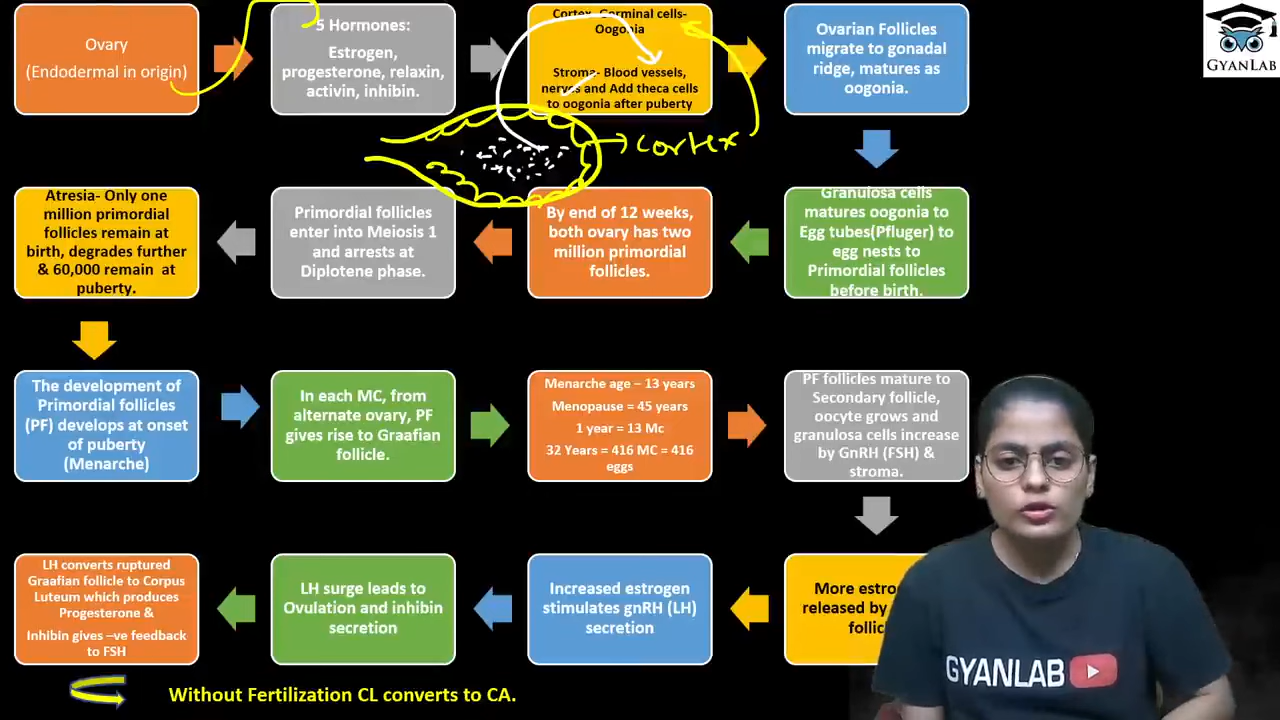 Ovary
(Endodermal in origin)
5 Hormones:
Estrogen,
progesterone, relaxin,
activin, inhibin.
Cortex- Germinal cells-
Oogonia
Stroma- Blood vessels,
nerves and Add theca cells
to oogonia after puberty
Ovarian Follicles
migrate to gonadal
ridge, matures as
oogonia.
GYANLAB
cortex
Atresia- Only one
million primordial
follicles remain at
birth, degrades further
& 60,000 remain at
puberty.
Primordial follicles
enter into Meiosis 1
and arrests at
Diplotene phase.
By end of 12 weeks,
both ovary has two
million primordial
follicles.
Granulosa cells
matures oogonia to
Egg tubes(Pfluger) to
egg nests to
Primordial follicles
before birth.
The development of
Primordial follicles
(PF) develops at onset
of puberty
(Menarche)
In each MC, from
alternate ovary, PF
gives rise to Graafian
follicle.
Menarche age – 13 years
Menopause = 45 years
1 year = 13 Mc
32 Years = 416 MC = 416
eggs
PF follicles mature to
Secondary follicle,
oocyte grows and
granulosa cells increase
by GnRH (FSH) &
stroma.
LH converts ruptured
Graafian follicle to Corpus
Luteum which produces
Progesterone &
Inhibin gives –ve feedback
to FSH
LH surge leads to
Ovulation and inhibin
secretion
Increased estrogen
stimulates gnRH (LH)
secretion
More
released by
GYANLAB
Without Fertilization CL converts to CA.